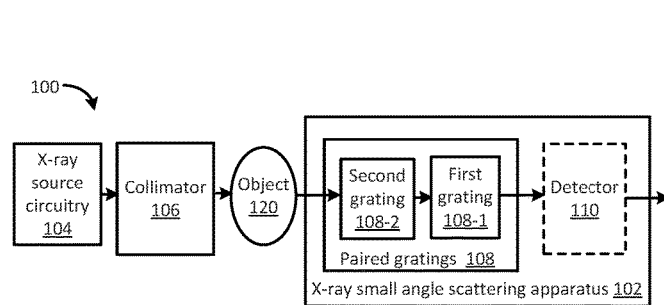 100
X-ray
source
circuitry
104
Collimator
106
Object
120
Second
grating
108-2
First
grating
108-1
Detector
110
Paired gratings 108
X-ray small angle scattering apparatus 102